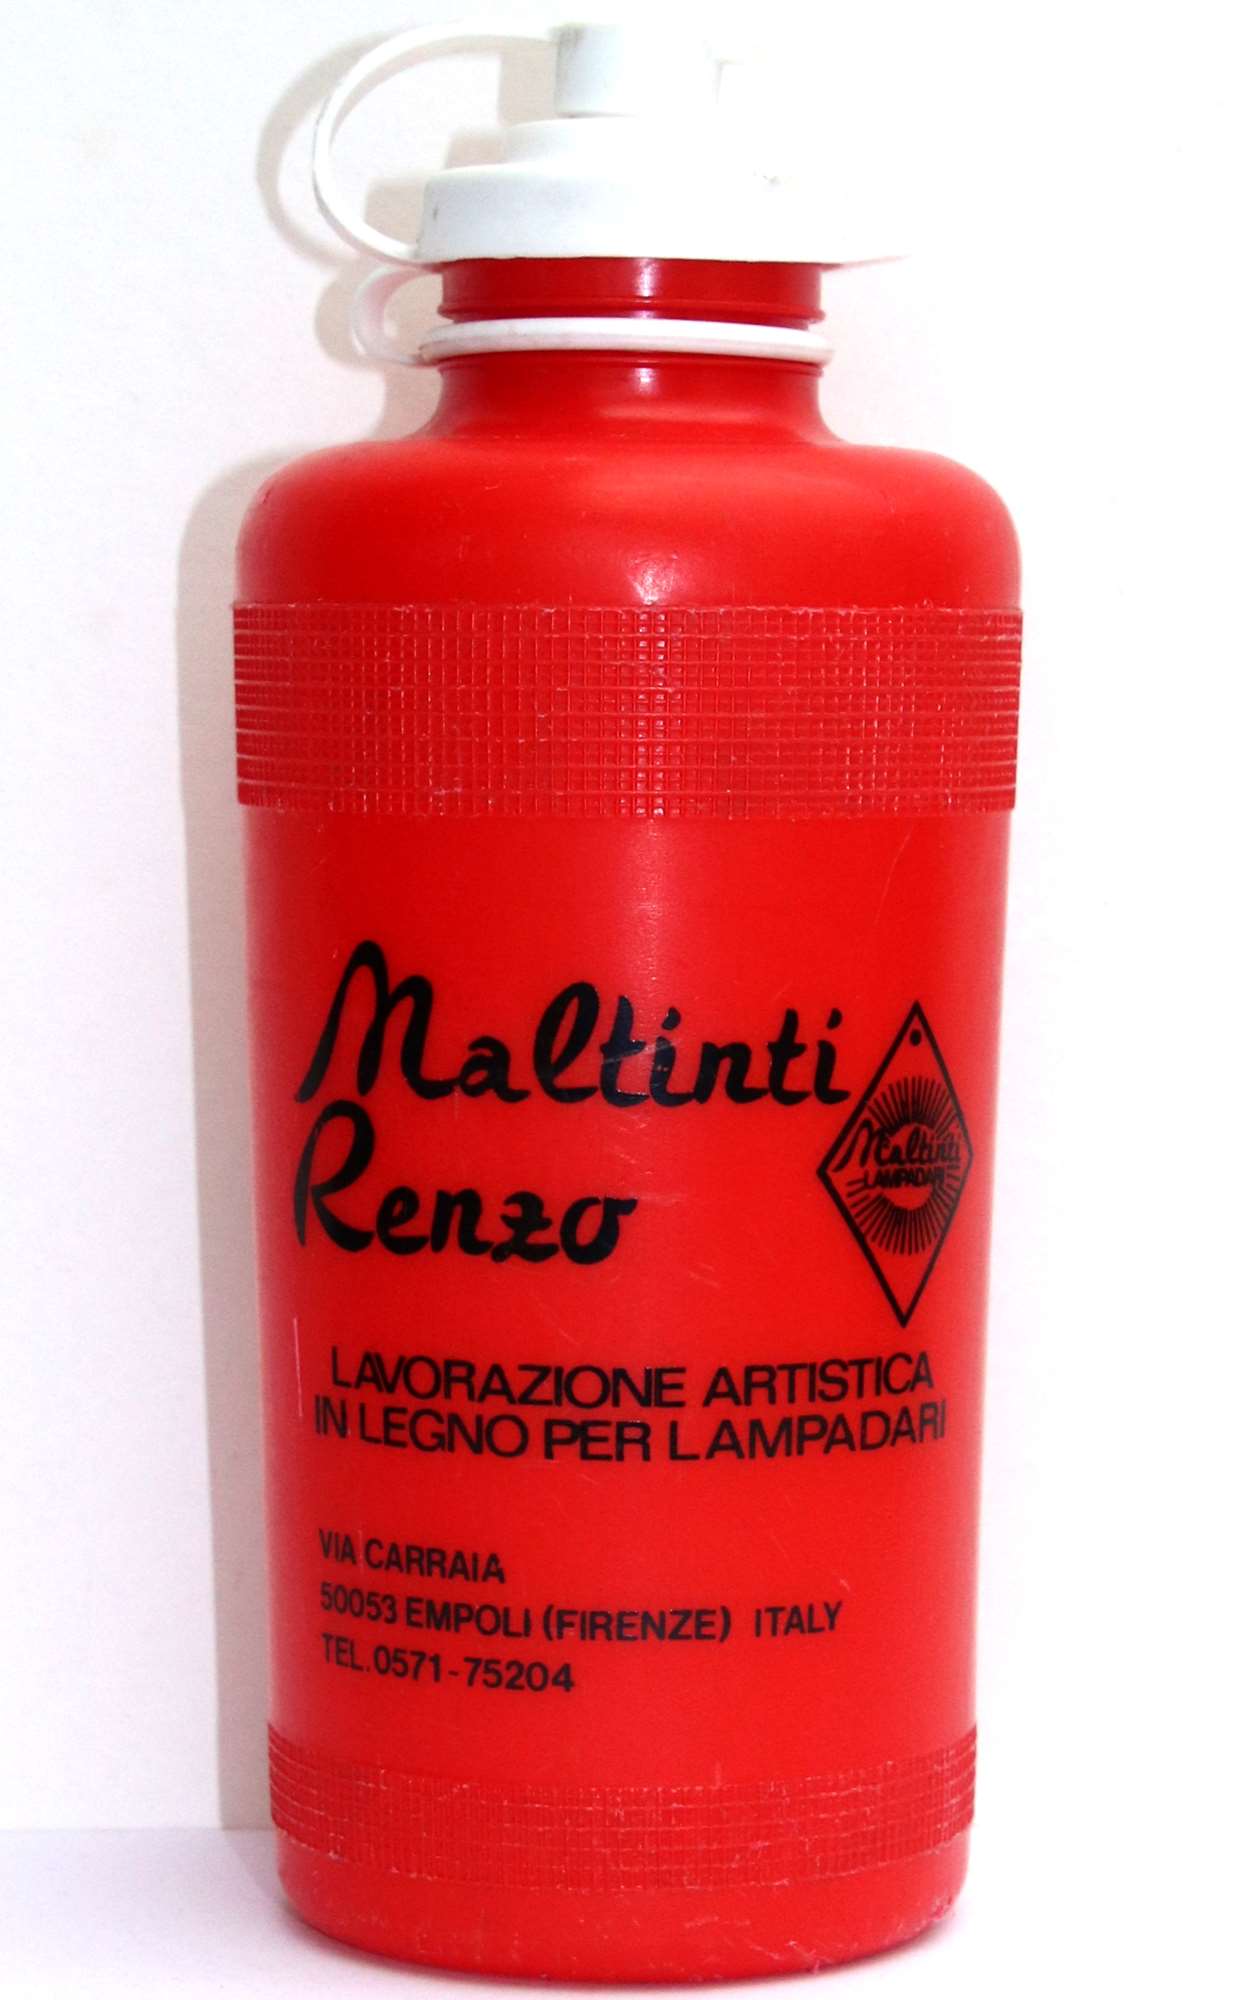 Maltinti
Renzo
Maltinti
LAMPADARI
LAVORAZIONE ARTISTICA
IN LEGNO PER LAMPADARI
VIA CARRAIA
50053 EMPOLI (FIRENZE) ITALY
TEL. 0571-75204